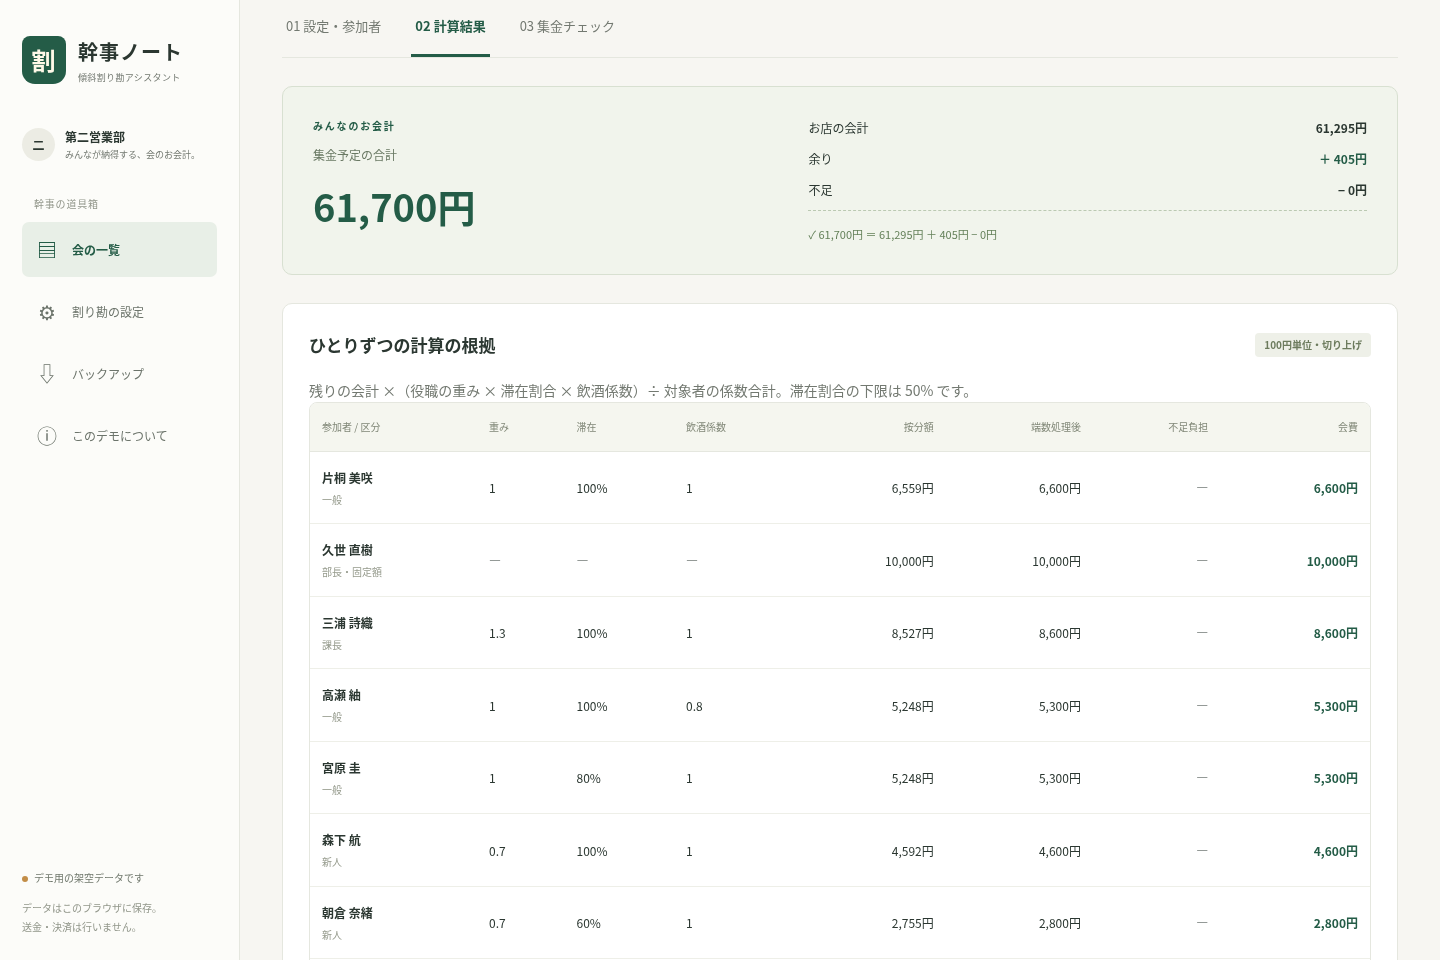 割
幹事ノート
傾斜割り勘アシスタント
二
第二営業部
みんなが納得する、会のお会計。
幹事の道具箱
会の一覧
割り勘の設定
バックアップ
このデモについて
デモ用の架空データです
データはこのブラウザに保存。
送金・決済は行いません。
01 設定・参加者 02 計算結果 03 集金チェック
みんなのお会計
集金予定の合計
61,700円
お店の会計 61,295円
余り ＋ 405円
不足 − 0円
✓ 61,700円 ＝ 61,295円 ＋ 405円 − 0円
ひとりずつの計算の根拠
100円単位・切り上げ
残りの会計 ×（役職の重み × 滞在割合 × 飲酒係数）÷ 対象者の係数合計。滞在割合の下限は 50% です。
参加者 / 区分 重み 滞在 飲酒係数 按分額 端数処理後 不足負担 会費
片桐 美咲
一般
1 100% 1 6,559円 6,600円 — 6,600円
久世 直樹
部長・固定額
— — — 10,000円 10,000円 — 10,000円
三浦 詩織
課長
1.3 100% 1 8,527円 8,600円 — 8,600円
高瀬 紬
一般
1 100% 0.8 5,248円 5,300円 — 5,300円
宮原 圭
一般
1 80% 1 5,248円 5,300円 — 5,300円
森下 航
新人
0.7 100% 1 4,592円 4,600円 — 4,600円
朝倉 奈緒
新人
0.7 60% 1 2,755円 2,800円 — 2,800円